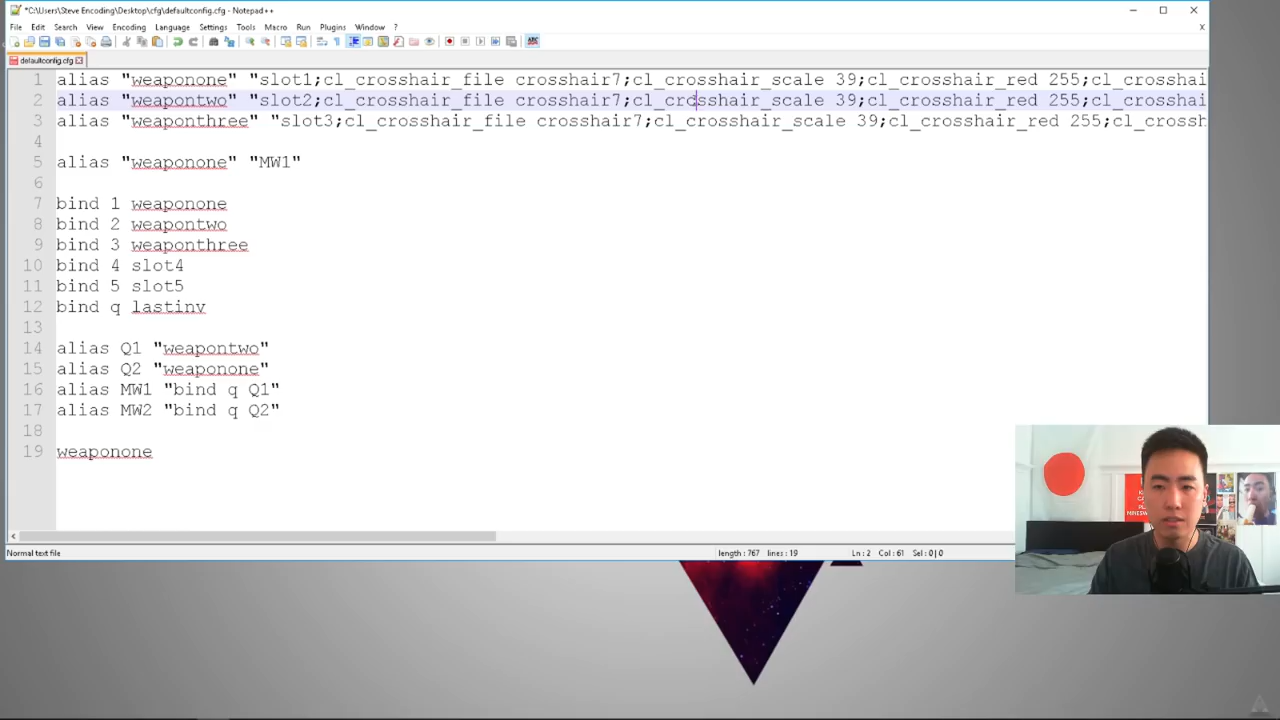 *C:\Users\Steve Encoding\Desktop\cfg\defaultconfig.cfg - Notepad++
File Edit Search View Encoding Language Settings Tools Macro Run Plugins Window ? X
defaultconfig.cfg
1 alias "weaponone" "slot1;cl_crosshair_file crosshair7;cl_crosshair_scale 39;cl_crosshair_red 255;cl_crosshai
2 alias "weapontwo" "slot2;cl_crosshair_file crosshair7;cl_crosshair_scale 39;cl_crosshair_red 255;cl_crosshai
3 alias "weaponthree" "slot3;cl_crosshair_file crosshair7;cl_crosshair_scale 39;cl_crosshair_red 255;cl_crossh
4
5 alias "weaponone" "MW1"
6
7 bind 1 weaponone
8 bind 2 weapontwo
9 bind 3 weaponthree
10 bind 4 slot4
11 bind 5 slot5
12 bind q lastinv
13
14 alias Q1 "weapontwo"
15 alias Q2 "weaponone"
16 alias MW1 "bind q Q1"
17 alias MW2 "bind q Q2"
18
19 weaponone
Normal text file length : 767 lines : 19 Ln : 2 Col : 61 Sel : 0 | 0